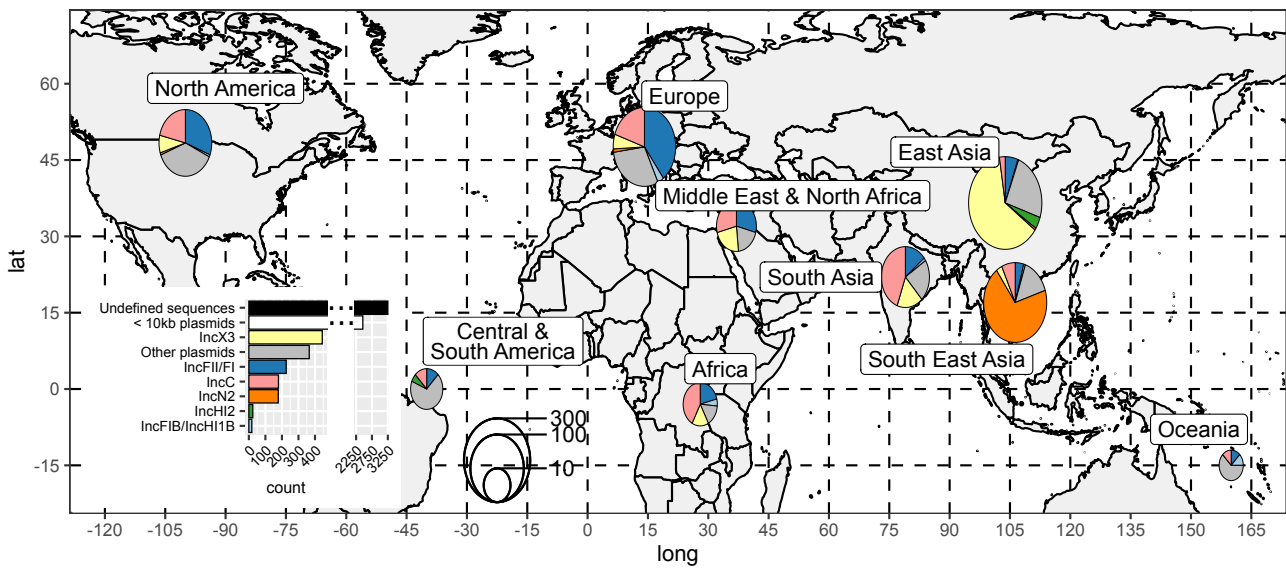 North America
Europe
East Asia
Middle East & North Africa
South Asia
South East Asia
Central &
South America
Africa
Oceania
lat
60
45
30
15
0
-15
Undefined sequences
< 10kb plasmids
IncX3
Other plasmids
IncFII/FI
IncC
IncN2
IncHI2
IncFIB/IncHI1B
0
100
200
300
400
2250
2750
3250
count
300
100
10
-120
-105
-90
-75
-60
-45
-30
-15
0
15
30
45
60
75
90
105
120
135
150
165
long